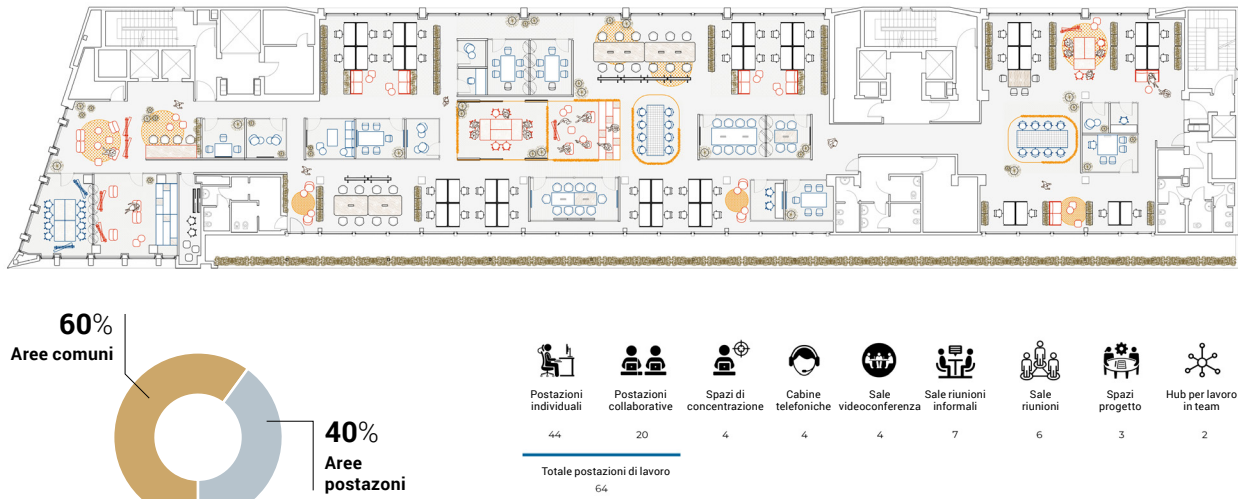 60%
Aree comuni
40%
Aree
postazoni
Postazioni
individuali
44
Postazioni
collaborative
20
Spazi di
concentrazione
4
Cabine
telefoniche
4
Sale
videoconferenza
4
Sale riunioni
informali
7
Sale
riunioni
6
Spazi
progetto
3
Hub per lavoro
in team
2
Totale postazioni di lavoro
64